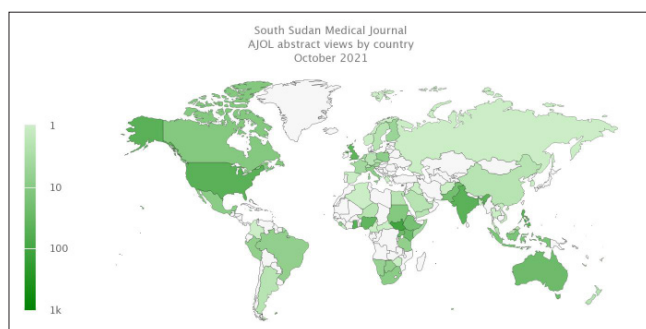 South Sudan Medical Journal
AJOL abstract views by country
October 2021
1
10
100
1k